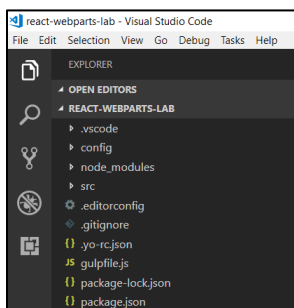 react-webparts-lab - Visual Studio Code
File Edit Selection View Go Debug Tasks Help
EXPLORER
OPEN EDITORS
REACT-WEBPARTS-LAB
.vscode
config
node_modules
src
.editorconfig
.gitignore
{} .yo-rc.json
JS gulpfile.js
{} package-lock.json
{} package.json